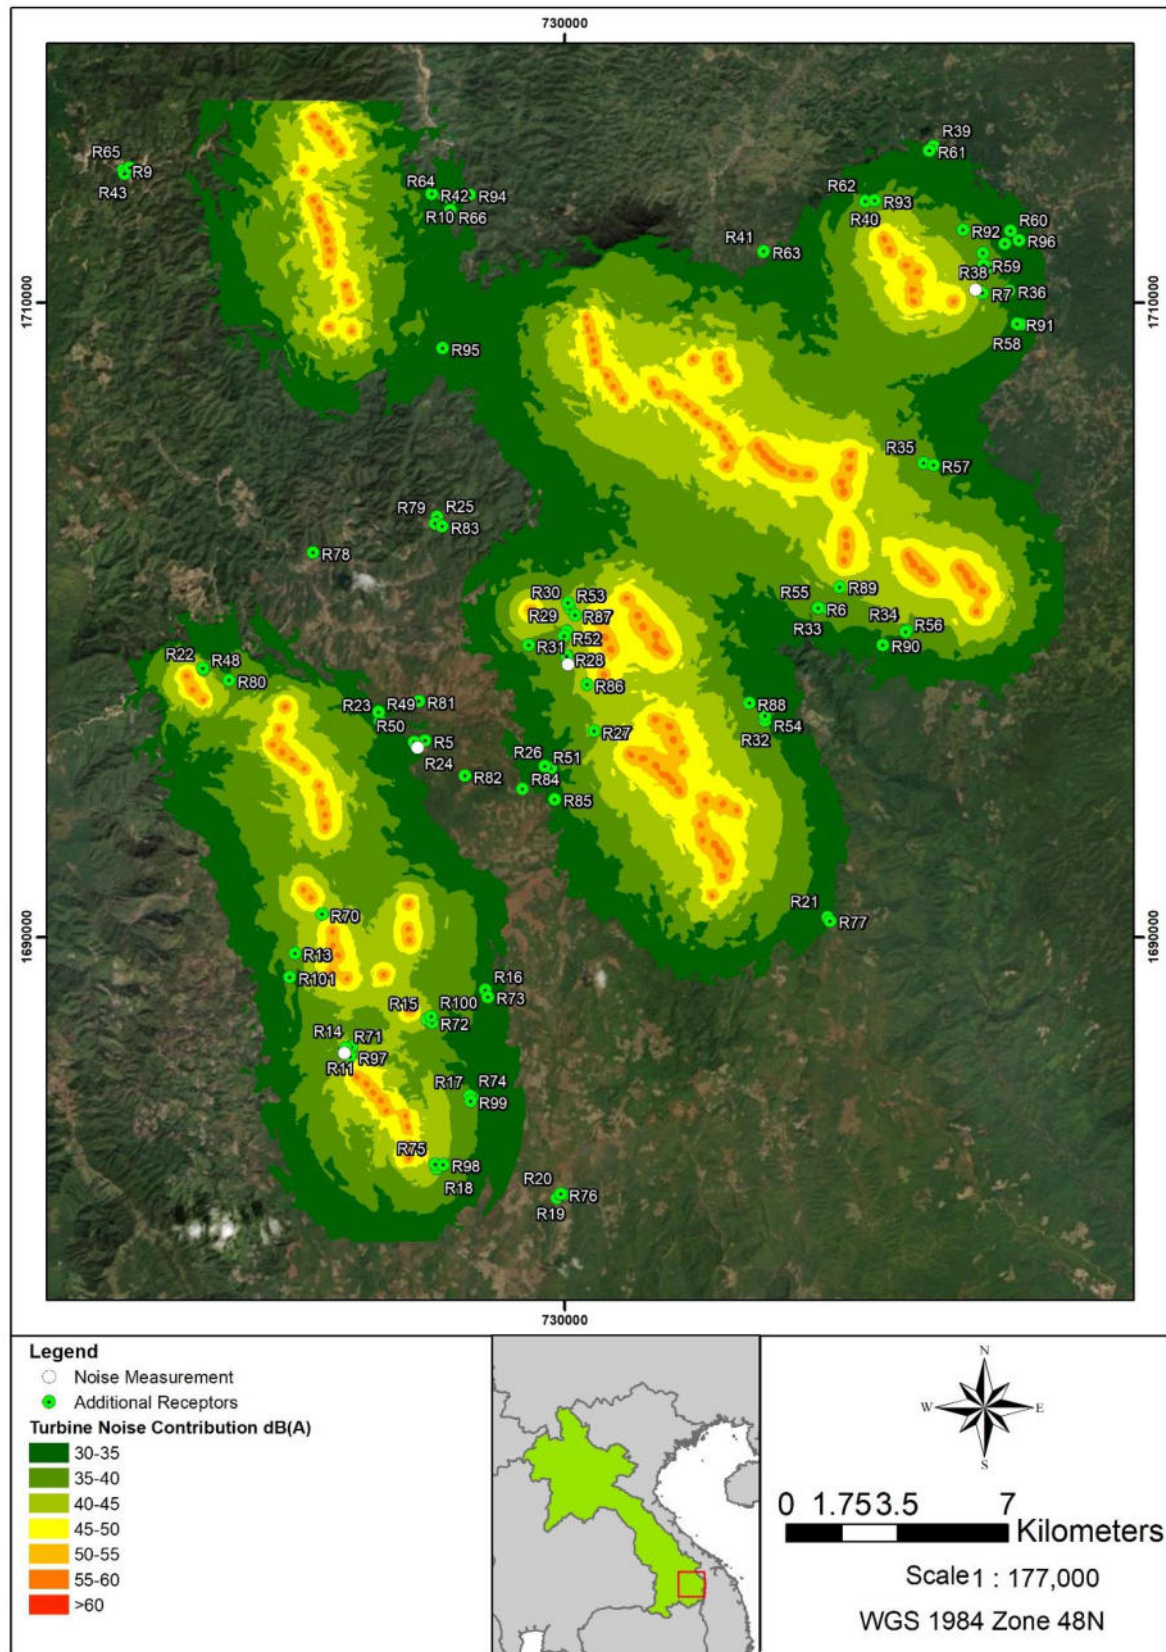 730000
R39
R65
R61
R9
R64
R62
R43
R42
R94
R93
R10
R66
R40
R60
R92
R96
R41
R63
R59
R38
1710000
R7
R36
1710000
R91
R58
R95
R35
R57
R79
R25
R83
R78
R30
R53
R89
R55
R29
R87
R6
R34
R33
R56
R52
R31
R90
R22
R48
R28
R80
R86
R49
R81
R23
R88
R50
R27
R54
R5
R32
R24
R26
R51
R82
R84
R85
R70
R21
R77
1690000
1690000
R13
R101
R16
R73
R15
R100
R72
R14
R71
R11
R97
R17
R74
R99
R75
R98
R18
R20
R76
R19
730000
Legend
Noise Measurement
Additional Receptors
Turbine Noise Contribution dB(A)
30-35
35-40
40-45
45-50
50-55
55-60
>60
N
W E
S
0 1.75 3.5 7
Kilometers
Scale 1 : 177,000
WGS 1984 Zone 48N